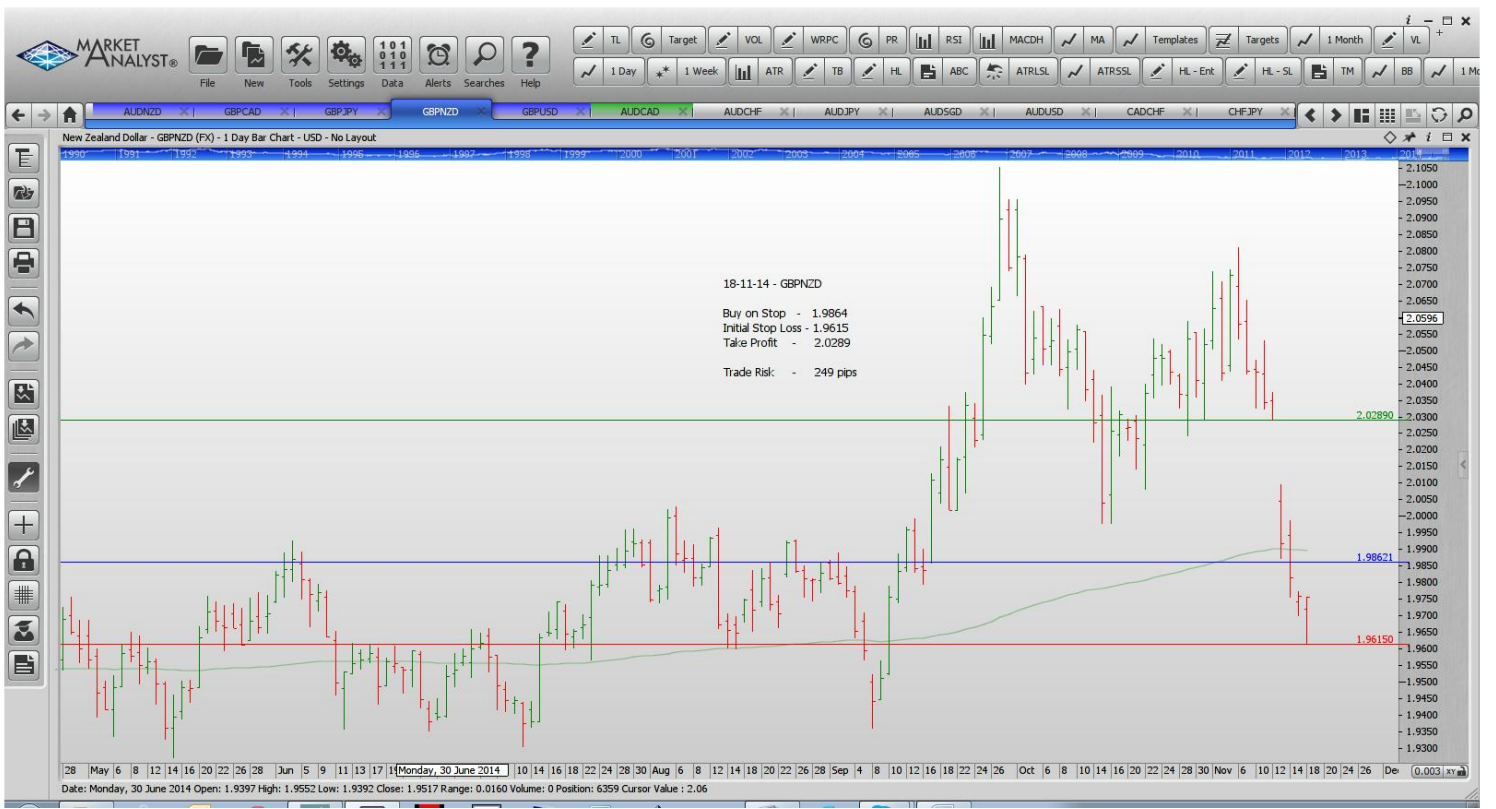 MARKET
ANALYST®
File New Tools Settings Data Alerts Searches Help
TL Target VOL WRPC PR RSI MACDH MA Templates Targets 1 Month VL
1 Day 1 Week ATR TB HL ABC ATRLSL ATRSSL HL - Ent HL - SL TM BB
AUDNZD GBPCAD GBPJPY GBPNZD GBPUSD AUDCAD AUDCHF AUDJPY AUDSGD AUDUSD CADCHF CHFJPY
New Zealand Dollar - GBPNZD (FX) - 1 Day Bar Chart - USD - No Layout
1990 1991 1992 1993 1994 1995 1996 1997 1998 1999 2000 2001 2002 2003 2004 2005 2006 2007 2008 2009 2010 2011 2012 2013 2014
2.1050
2.1000
2.0950
2.0900
2.0850
2.0800
2.0750
18-11-14 - GBPNZD
2.0700
2.0650
Buy on Stop - 1.9864
2.0596
Initial Stop Loss - 1.9615
2.0550
Take Profit - 2.0289
2.0500
2.0450
Trade Risk - 249 pips
2.0400
2.0350
2.02890
2.0300
2.0250
2.0200
2.0150
2.0100
2.0050
2.0000
1.9950
1.9900
1.98621
1.9850
1.9800
1.9750
1.9700
1.9650
1.96150
1.9600
1.9550
1.9500
1.9450
1.9400
1.9350
1.9300
28 May 6 8 12 14 16 20 22 26 28 Jun 5 9 11 13 17 Monday, 30 June 2014 10 14 16 18 22 24 28 30 Aug 6 8 12 14 18 20 22 26 28 Sep 4 8 10 12 16 18 22 24 26 Oct 6 8 10 14 16 20 22 24 28 30 Nov 6 10 12 14 18 20 24 26 0.003 XY
Date: Monday, 30 June 2014 Open: 1.9397 High: 1.9552 Low: 1.9392 Close: 1.9517 Range: 0.0160 Volume: 0 Position: 6359 Cursor Value : 2.06